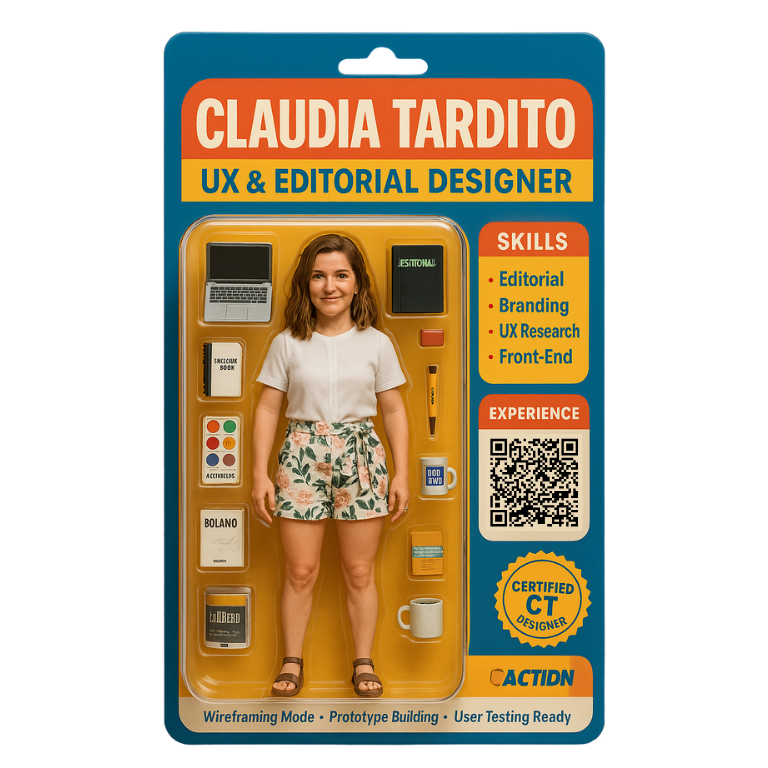 CLAUDIA TARDITO
UX & EDITORIAL DESIGNER
SKILLS
• Editorial
• Branding
• UX Research
• Front-End
EXPERIENCE
CERTIFIED
CT
DESIGNER
ACTIDN
Wireframing Mode • Prototype Building • User Testing Ready
BOOK
BOLANO